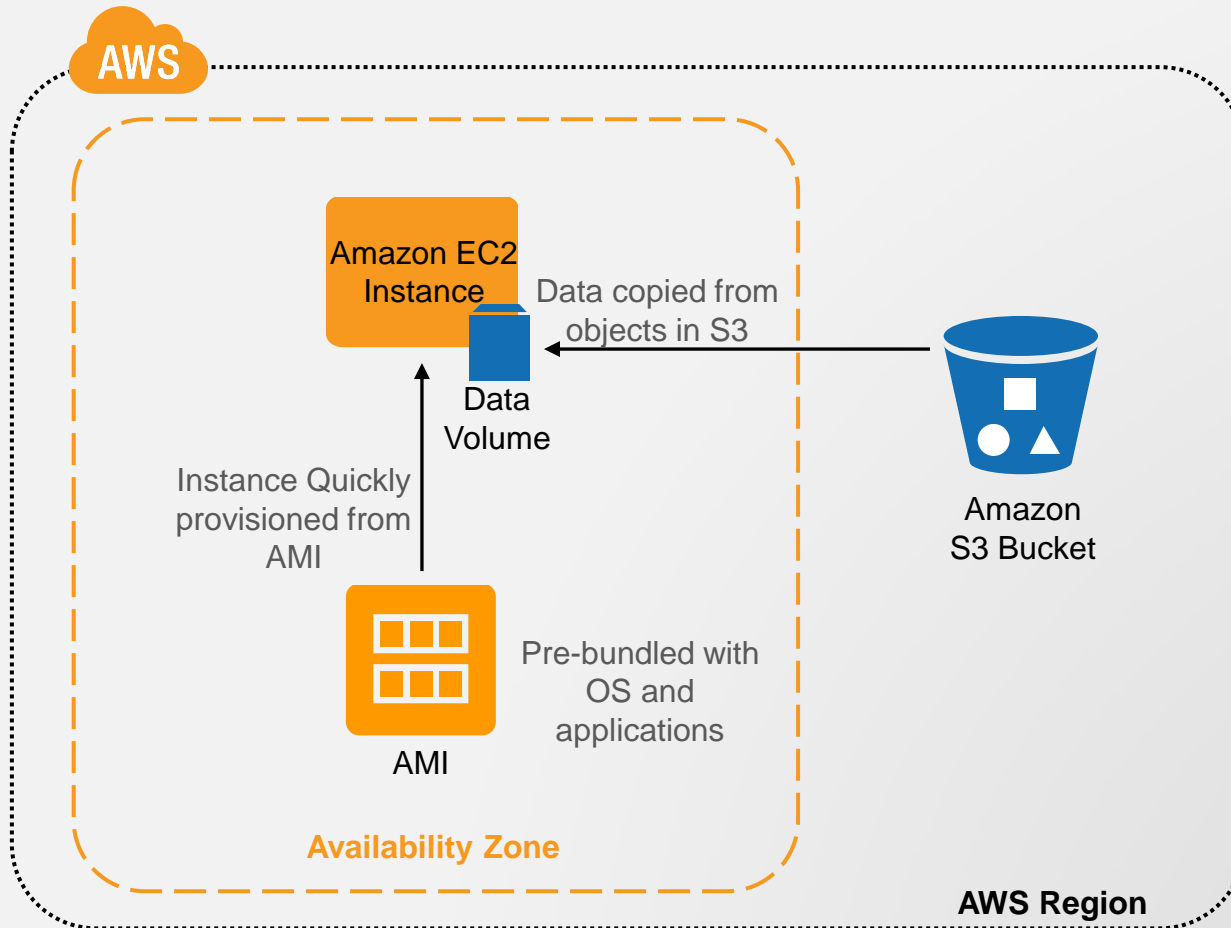 AWS
Amazon EC2
Instance
Data copied from
objects in S3
Data
Volume
Instance Quickly
provisioned from
AMI
Amazon
S3 Bucket
Pre-bundled with
OS and
applications
AMI
Availability Zone
AWS Region